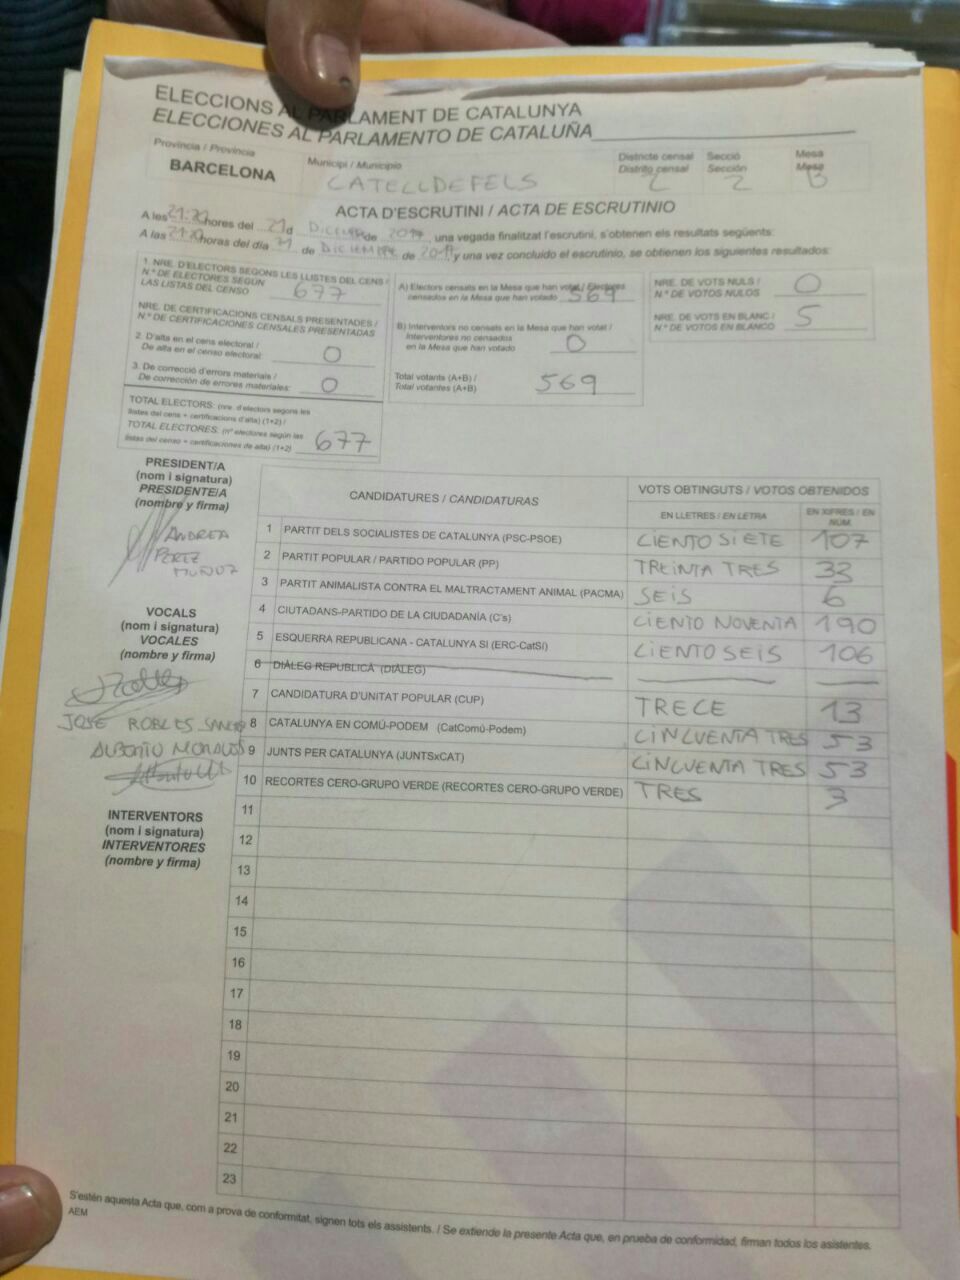 ELECCIONS AL PARLAMENT DE CATALUNYA
ELECCIONES AL PARLAMENTO DE CATALUÑA
Provincia / Provincia
BARCELONA
Municipi / Municipio
CATELLDEFELS
Districte censal
Distrito censal
2
Secció
Sección
2
Mesa
Mesa
B
ACTA D'ESCRUTINI / ACTA DE ESCRUTINIO
A les 21:20 hores del 21 d DICIEMBRE de 2017, una vegada finalitzat l'escrutini, s'obtenen els resultats següents:
A las 21:20 horas del día 21 de DICIEMBRE de 2017 y una vez concluido el escrutinio, se obtienen los siguientes resultados:
1. NRE. D'ELECTORS SEGONS LES LLISTES DEL CENS /
N.º DE ELECTORES SEGÚN
LAS LISTAS DEL CENSO 677
NRE. DE CERTIFICACIONS CENSALS PRESENTADES /
N.º DE CERTIFICACIONES CENSALES PRESENTADAS
2. D'alta en el cens electoral /
De alta en el censo electoral: 0
3. De correcció d'errors materials /
De corrección de errores materiales: 0
TOTAL ELECTORS: (nre. d'electors segons les
llistes del cens + certificacions d'alta) (1+2) /
TOTAL ELECTORES: (nº electores según las
listas del censo + certificaciones de alta) (1+2) 677
A) Electors censats en la Mesa que han votat / Electores
censados en la Mesa que han votado 569
B) Interventors no censats en la Mesa que han votat /
Interventores no censados
en la Mesa que han votado 0
Total votants (A+B) /
Total votantes (A+B) 569
NRE. DE VOTS NULS /
N.º DE VOTOS NULOS 0
NRE. DE VOTS EN BLANC /
N.º DE VOTOS EN BLANCO 5
PRESIDENT/A
(nom i signatura)
PRESIDENTE/A
(nombre y firma)
ANDREA
PEREZ
MUÑOZ
VOCALS
(nom i signatura)
VOCALES
(nombre y firma)
JOSE ROBLES
ALBERTO MORALES
INTERVENTORS
(nom i signatura)
INTERVENTORES
(nombre y firma)
CANDIDATURES / CANDIDATURAS
VOTS OBTINGUTS / VOTOS OBTENIDOS
EN LLETRES / EN LETRA
EN XIFRES / EN NÚM.
1 PARTIT DELS SOCIALISTES DE CATALUNYA (PSC-PSOE) CIENTO SIETE 107
2 PARTIT POPULAR / PARTIDO POPULAR (PP) TREINTA TRES 33
3 PARTIT ANIMALISTA CONTRA EL MALTRACTAMENT ANIMAL (PACMA) SEIS 6
4 CIUTADANS-PARTIDO DE LA CIUDADANÍA (C's) CIENTO NOVENTA 190
5 ESQUERRA REPUBLICANA - CATALUNYA SI (ERC-CatSí) CIENTO SEIS 106
6 DIÀLEG REPUBLICÀ (DIÀLEG)
7 CANDIDATURA D'UNITAT POPULAR (CUP) TRECE 13
8 CATALUNYA EN COMÚ-PODEM (CatComú-Podem) CINCUENTA TRES 53
9 JUNTS PER CATALUNYA (JUNTSxCAT) CINCUENTA TRES 53
10 RECORTES CERO-GRUPO VERDE (RECORTES CERO-GRUPO VERDE) TRES 3
11
12
13
14
15
16
17
18
19
20
21
22
23
S'estén aquesta Acta que, com a prova de conformitat, signen tots els assistents. / Se extiende la presente Acta que, en prueba de conformidad, firman todos los asistentes.
AEM